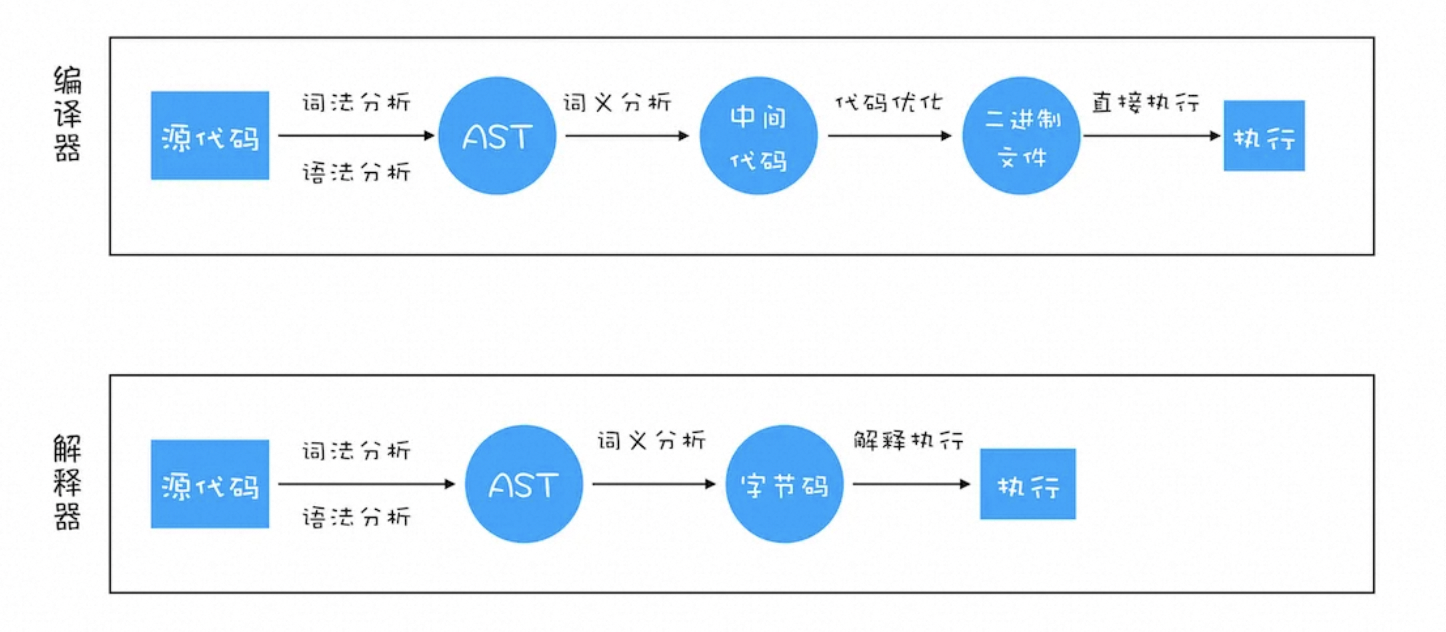 编译器
源代码
词法分析
语法分析
AST
词义分析
中间
代码
代码优化
二进制
文件
直接执行
执行
解释器
源代码
词法分析
语法分析
AST
词义分析
字节码
解释执行
执行